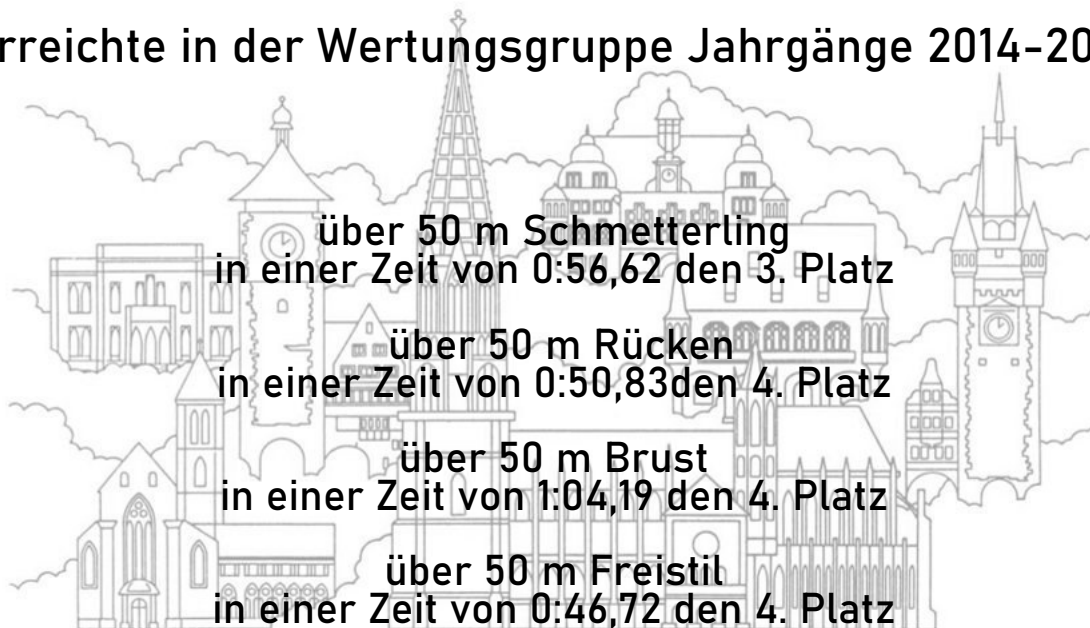 rreichte in der Wertungsgruppe Jahrgänge 2014-20
über 50 m Schmetterling
in einer Zeit von 0:56,62 den 3. Platz
über 50 m Rücken
in einer Zeit von 0:50,83den 4. Platz
über 50 m Brust
in einer Zeit von 1:04,19 den 4. Platz
über 50 m Freistil
in einer Zeit von 0:46,72 den 4. Platz